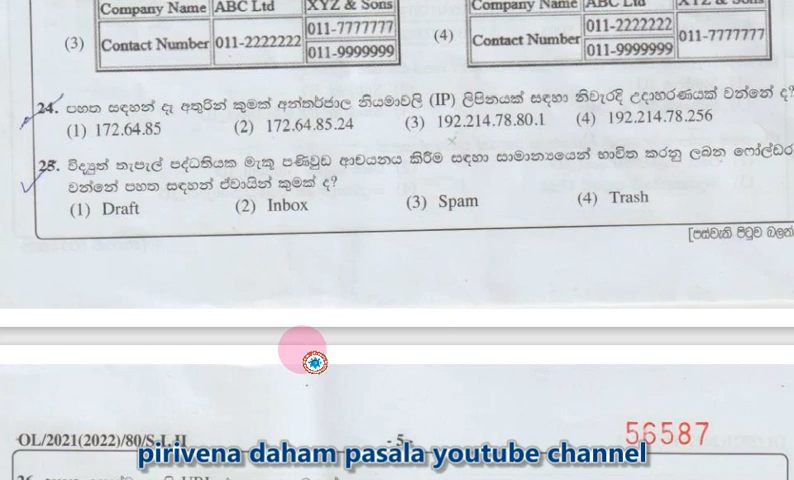 Company Name ABC Ltd XYZ & Sons
(3) Contact Number 011-2222222 011-7777777
011-9999999
Company Name ABC Ltd XYZ & Sons
(4) Contact Number 011-2222222 011-7777777
011-9999999
24. පහත සඳහන් දෑ අතුරින් කුමක් අන්තර්ජාල නියමාවලි (IP) ලිපිනයක් සඳහා නිවැරදි උදාහරණයක් වන්නේ ද?
(1) 172.64.85 (2) 172.64.85.24 (3) 192.214.78.80.1 (4) 192.214.78.256
25. විද්‍යුත් තැපැල් පද්ධතියක මැකූ පණිවුඩ ආචයනය කිරීම සඳහා සාමාන්‍යයෙන් භාවිත කරනු ලබන ෆෝල්ඩර
වන්නේ පහත සඳහන් ඒවායින් කුමක් ද?
(1) Draft (2) Inbox (3) Spam (4) Trash
[පස්වැනි පිටුව බලන්
OL/2021(2022)/80/S-I, II - 5 - 56587
pirivena daham pasala youtube channel